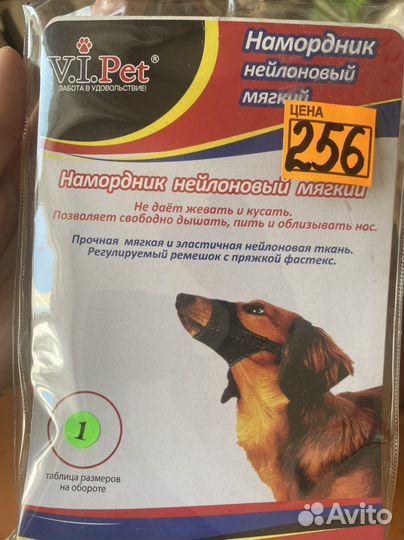 V.I.Pet®
ЗАБОТА В УДОВОЛЬСТВИЕ!
Намордник
нейлоновый
мягкий
ЦЕНА
256
Намордник нейлоновый мягкий
Не даёт жевать и кусать.
Позволяет свободно дышать, пить и облизывать нос.
Прочная мягкая и эластичная нейлоновая ткань.
Регулируемый ремешок с пряжкой фастекс.
1
таблица размеров
на обороте
Avito